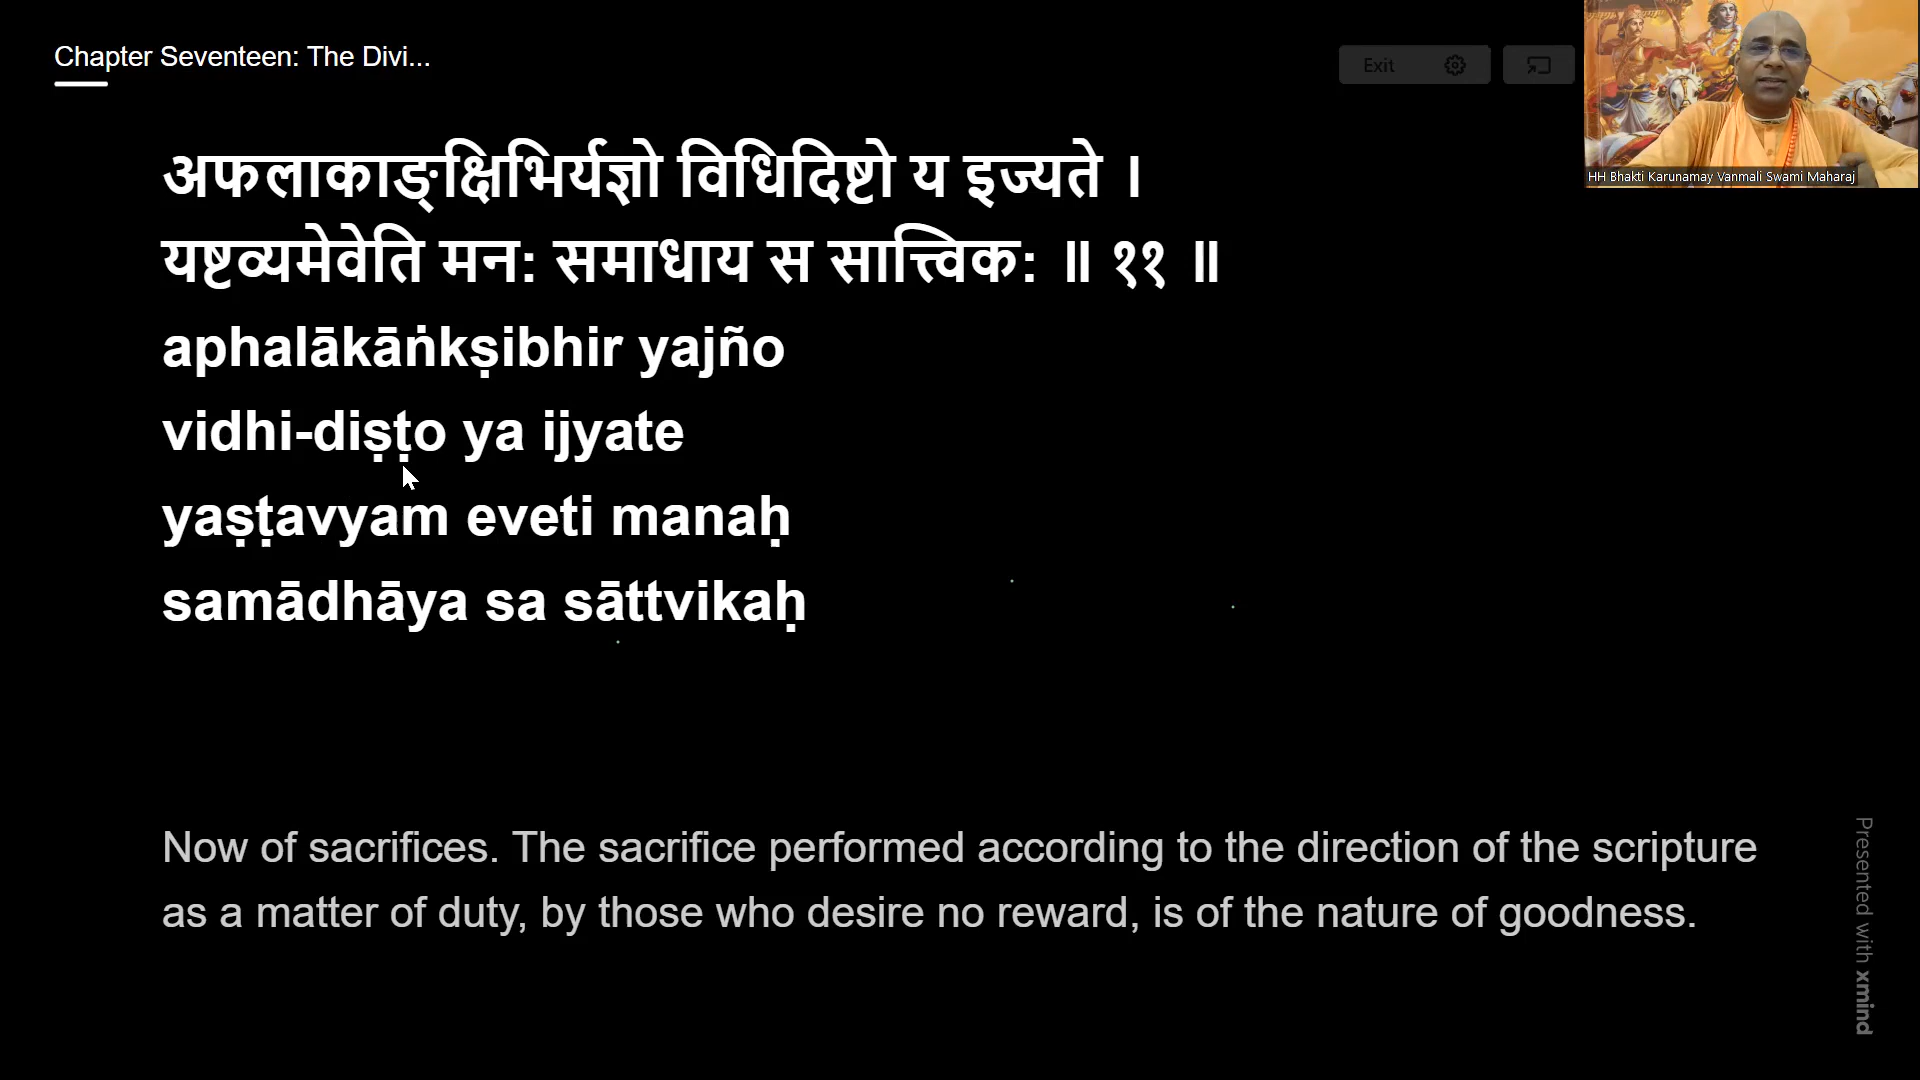 Chapter Seventeen: The Divi...
Exit
HH Bhakti Karunamay Vanmali Swami Maharaj
अफलाकाङ्‌क्षिभिर्यज्ञो विधिदिष्टो य इज्यते ।
यष्टव्यमेवेति मन: समाधाय स सात्त्विक: ॥ ११ ॥
aphalākāṅkṣibhir yajño
vidhi-diṣṭo ya ijyate
yaṣṭavyam eveti manaḥ
samādhāya sa sāttvikaḥ
Now of sacrifices. The sacrifice performed according to the direction of the scripture
as a matter of duty, by those who desire no reward, is of the nature of goodness.
Presented with xmind